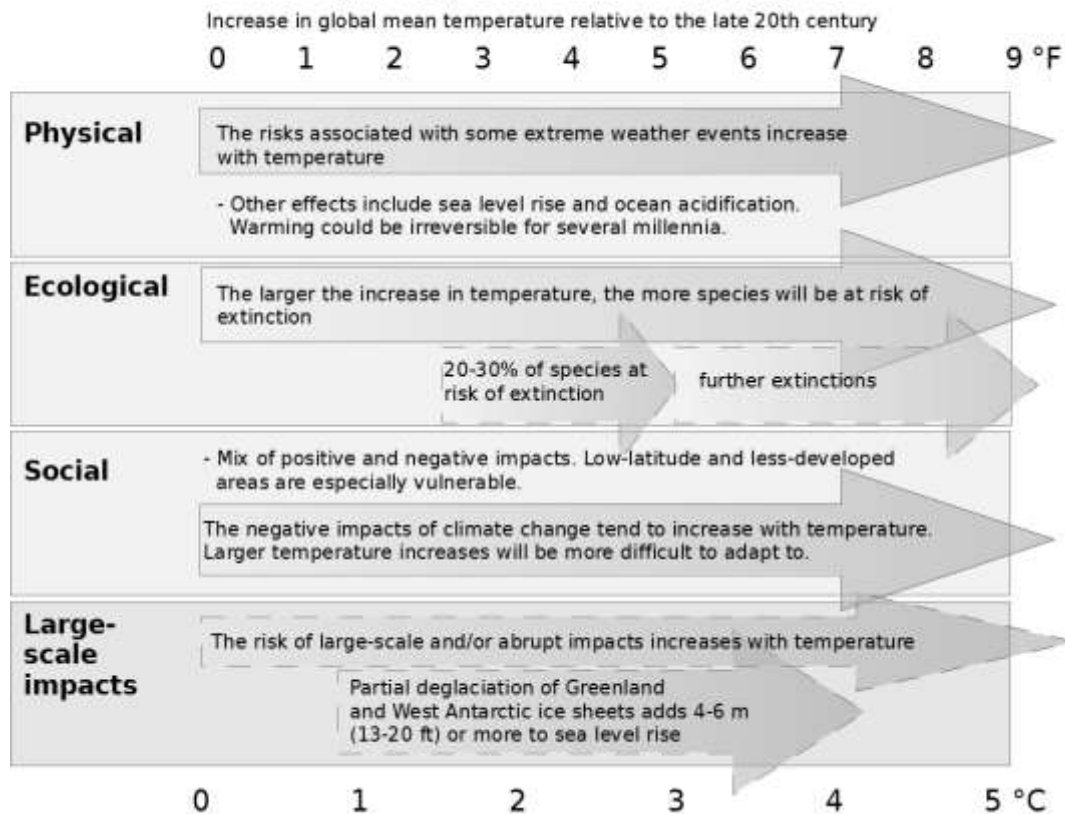 Increase in global mean temperature relative to the late 20th century
0 1 2 3 4 5 6 7 8 9 °F
Physical
The risks associated with some extreme weather events increase
with temperature
- Other effects include sea level rise and ocean acidification.
Warming could be irreversible for several millennia.
Ecological
The larger the increase in temperature, the more species will be at risk of
extinction
20-30% of species at
risk of extinction
further extinctions
Social
- Mix of positive and negative impacts. Low-latitude and less-developed
areas are especially vulnerable.
The negative impacts of climate change tend to increase with temperature.
Larger temperature increases will be more difficult to adapt to.
Large-
scale
impacts
The risk of large-scale and/or abrupt impacts increases with temperature
Partial deglaciation of Greenland
and West Antarctic ice sheets adds 4-6 m
(13-20 ft) or more to sea level rise
0 1 2 3 4 5 °C